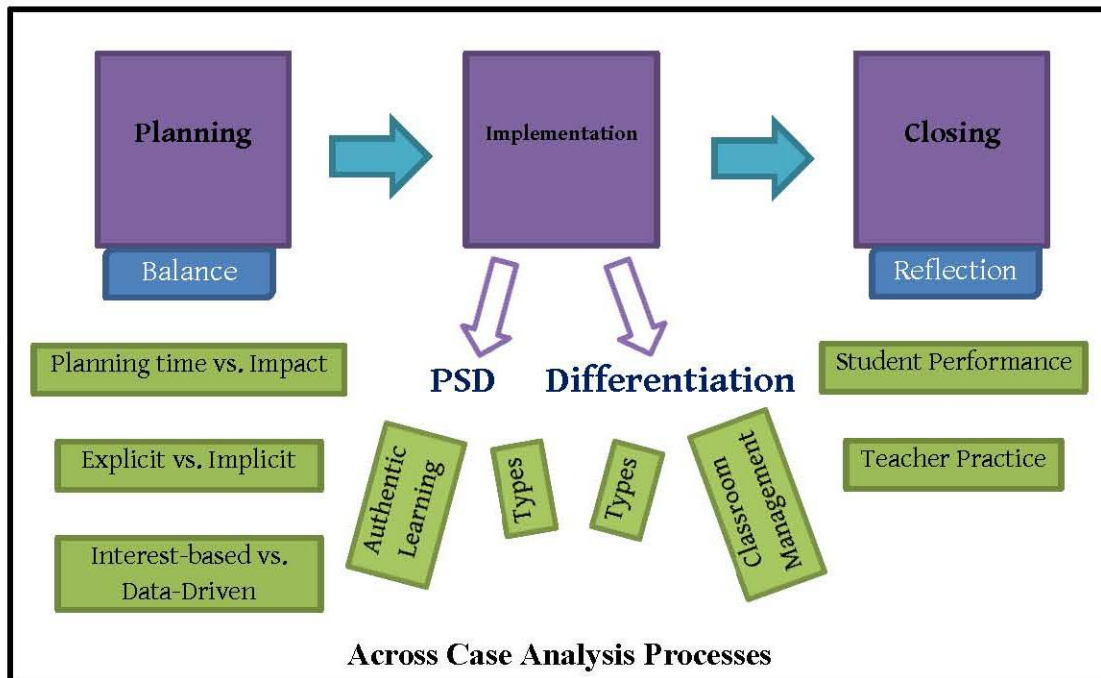 Planning
Implementation
Closing
Balance
Reflection
Planning time vs. Impact
Explicit vs. Implicit
Interest-based vs.
Data-Driven
PSD
Differentiation
Authentic
Learning
Types
Types
Classroom
Management
Student Performance
Teacher Practice
Across Case Analysis Processes